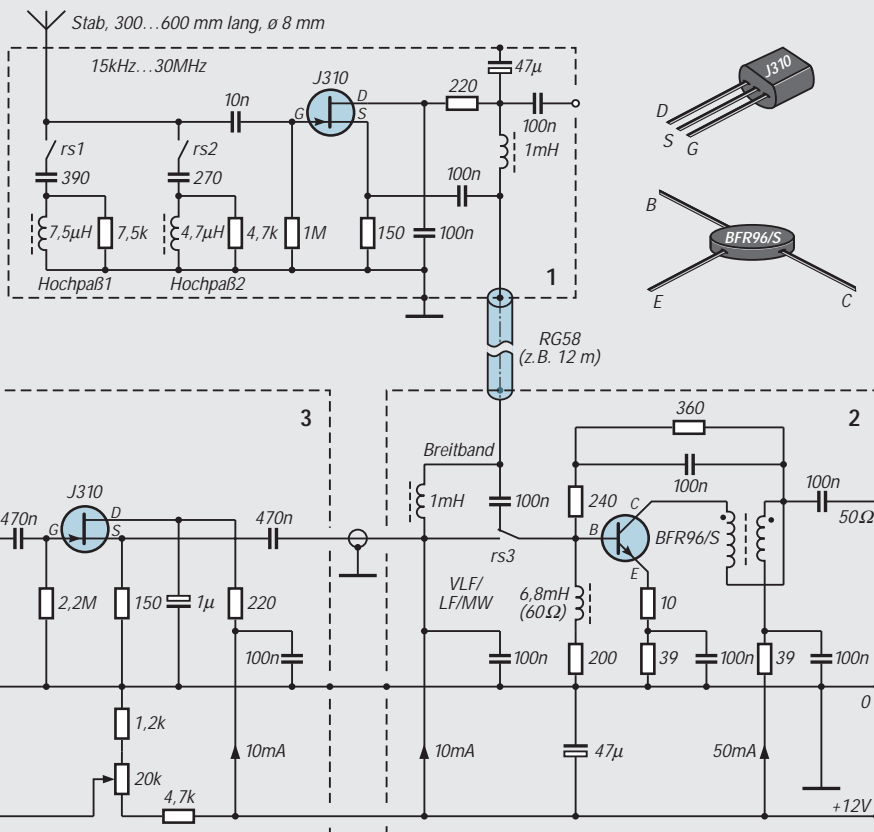 Stab, 300...600 mm lang, ø 8 mm
15kHz...30MHz
J310
G
D
S
10n
rs1
390
7,5µH
7,5k
Hochpaß1
rs2
270
4,7µH
4,7k
Hochpaß2
1M
150
100n
100n
220
47µ
100n
1mH
1
J310
D
S
G
B
BFR96/S
E
C
RG58
(z.B. 12 m)
3
J310
470n
G
D
S
470n
2,2M
150
1µ
220
100n
1,2k
20k
4,7k
10mA
2
Breitband
1mH
100n
rs3
VLF/
LF/MW
100n
10mA
360
100n
240
B
C
E
BFR96/S
6,8mH
(60Ω)
200
47µ
10
39
100n
39
100n
100n
50Ω
50mA
0
+12V